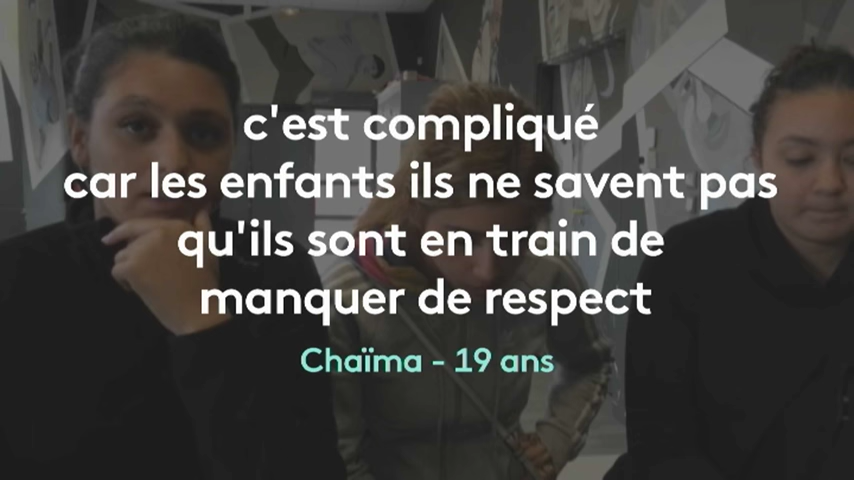 c'est compliqué
car les enfants ils ne savent pas
qu'ils sont en train de
manquer de respect
Chaïma - 19 ans